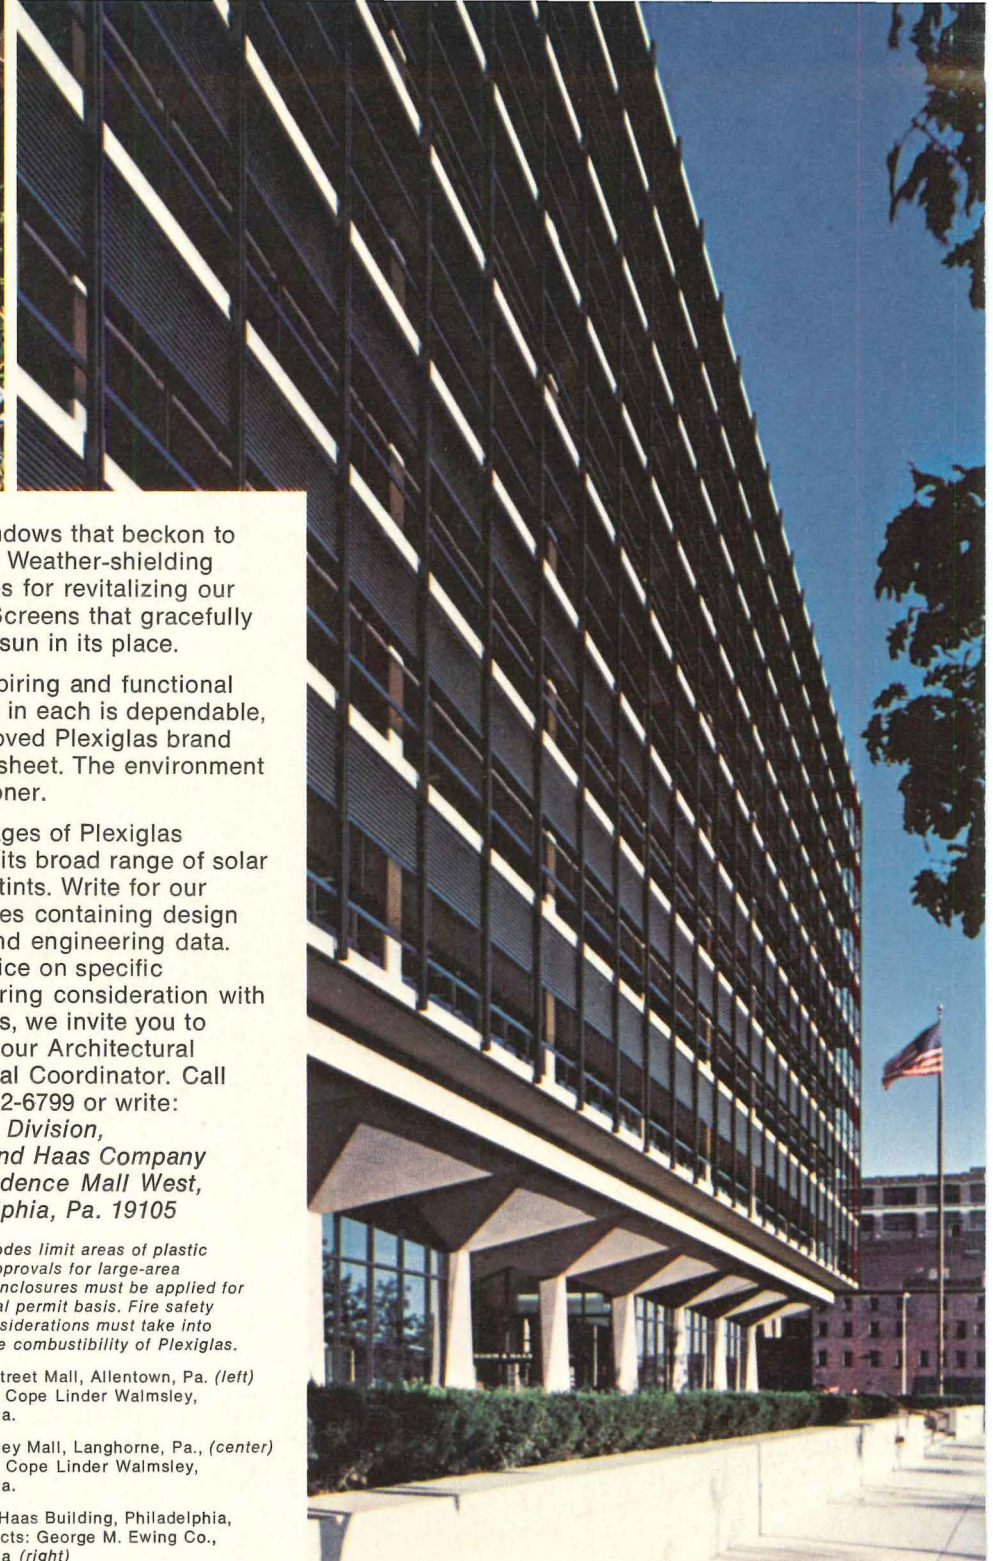 dows that beckon to
Weather-shielding
s for revitalizing our
Screens that gracefully
sun in its place.
piring and functional
in each is dependable,
oved Plexiglas brand
sheet. The environment
oner.
ges of Plexiglas
its broad range of solar
tints. Write for our
es containing design
nd engineering data.
ice on specific
ring consideration with
s, we invite you to
our Architectural
al Coordinator. Call
2-6799 or write:
Division,
nd Haas Company
dence Mall West,
phia, Pa. 19105
odes limit areas of plastic
pprovals for large-area
nclosures must be applied for
al permit basis. Fire safety
siderations must take into
e combustibility of Plexiglas.
treet Mall, Allentown, Pa. (left)
Cope Linder Walmsley,
a.
ey Mall, Langhorne, Pa., (center)
Cope Linder Walmsley,
a.
Haas Building, Philadelphia,
cts: George M. Ewing Co.,
a (right)